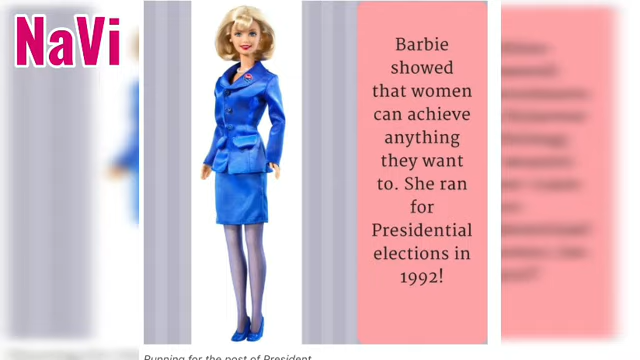 NaVi
Barbie
showed
that women
can achieve
anything
they want
to. She ran
for
Presidential
elections in
1992!
Running for the post of President